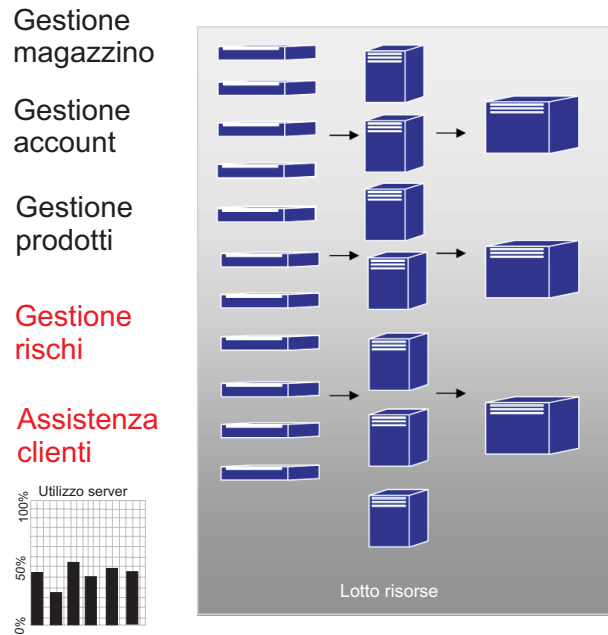 Gestione
magazzino
Gestione
account
Gestione
prodotti
Gestione
rischi
Assistenza
clienti
Utilizzo server
100%
50%
0%
Lotto risorse